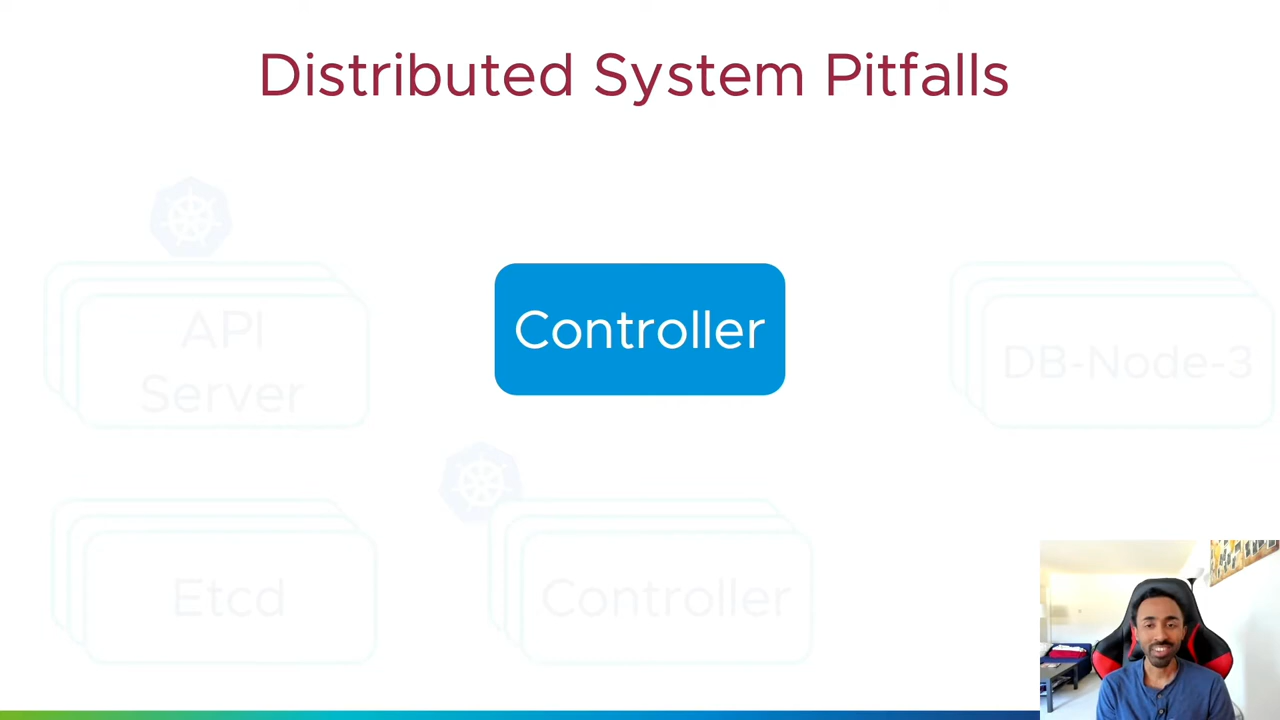 Distributed System Pitfalls
API
Server
Controller
DB-Node-3
Etcd
Controller